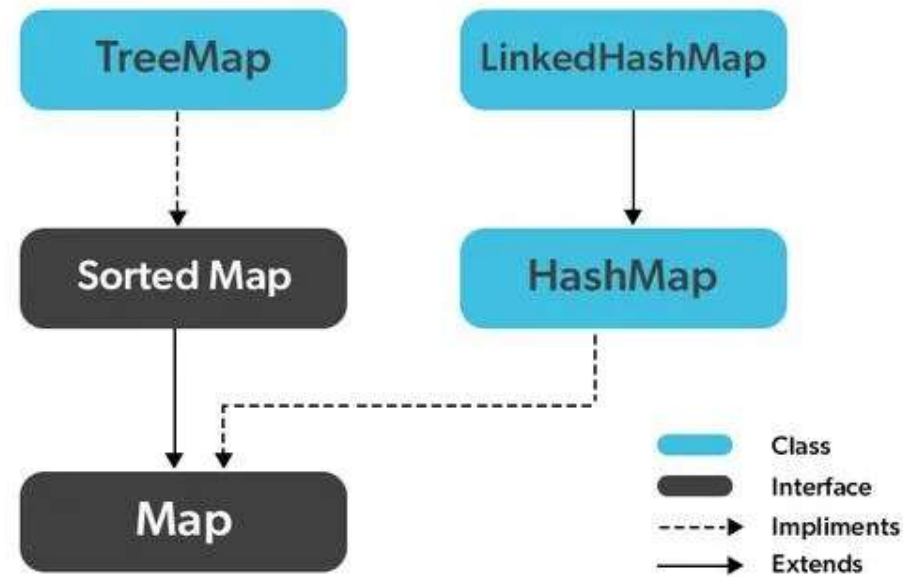 TreeMap
LinkedHashMap
Sorted Map
HashMap
Map
Class
Interface
Impliments
Extends